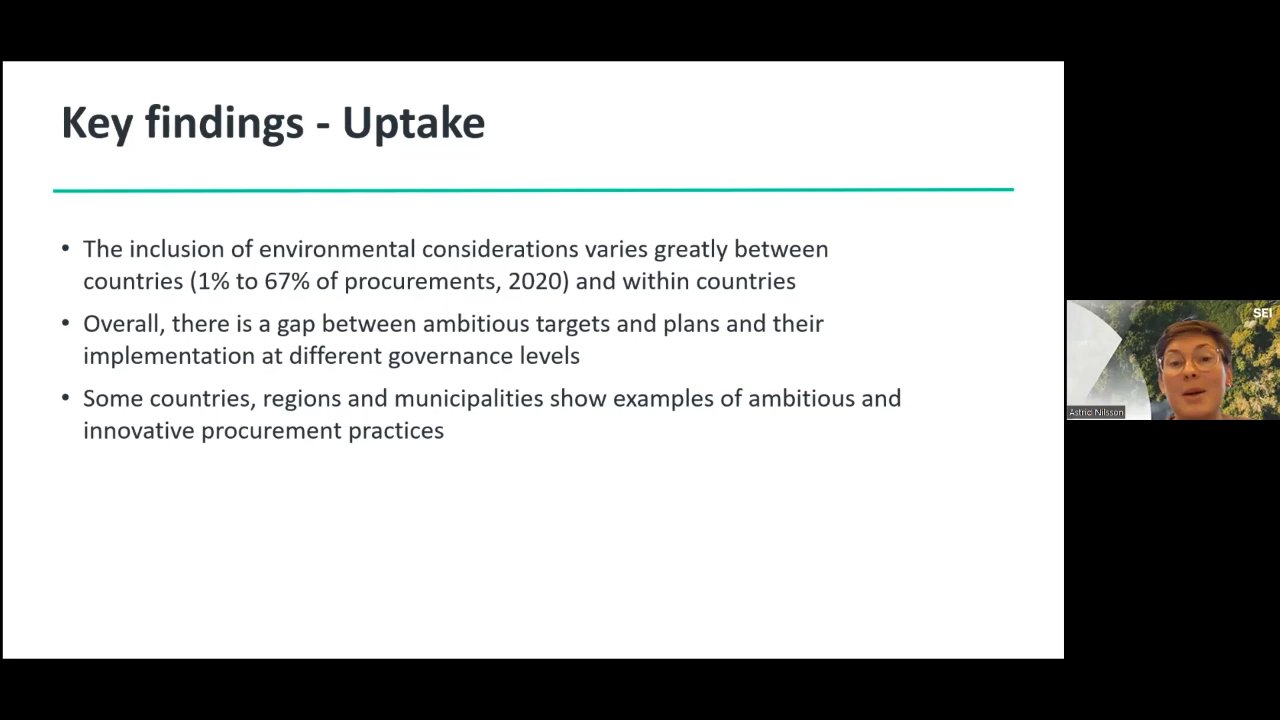 Key findings - Uptake
• The inclusion of environmental considerations varies greatly between
countries (1% to 67% of procurements, 2020) and within countries
• Overall, there is a gap between ambitious targets and plans and their
implementation at different governance levels
• Some countries, regions and municipalities show examples of ambitious and
innovative procurement practices
SEI
Astrid Nilsson